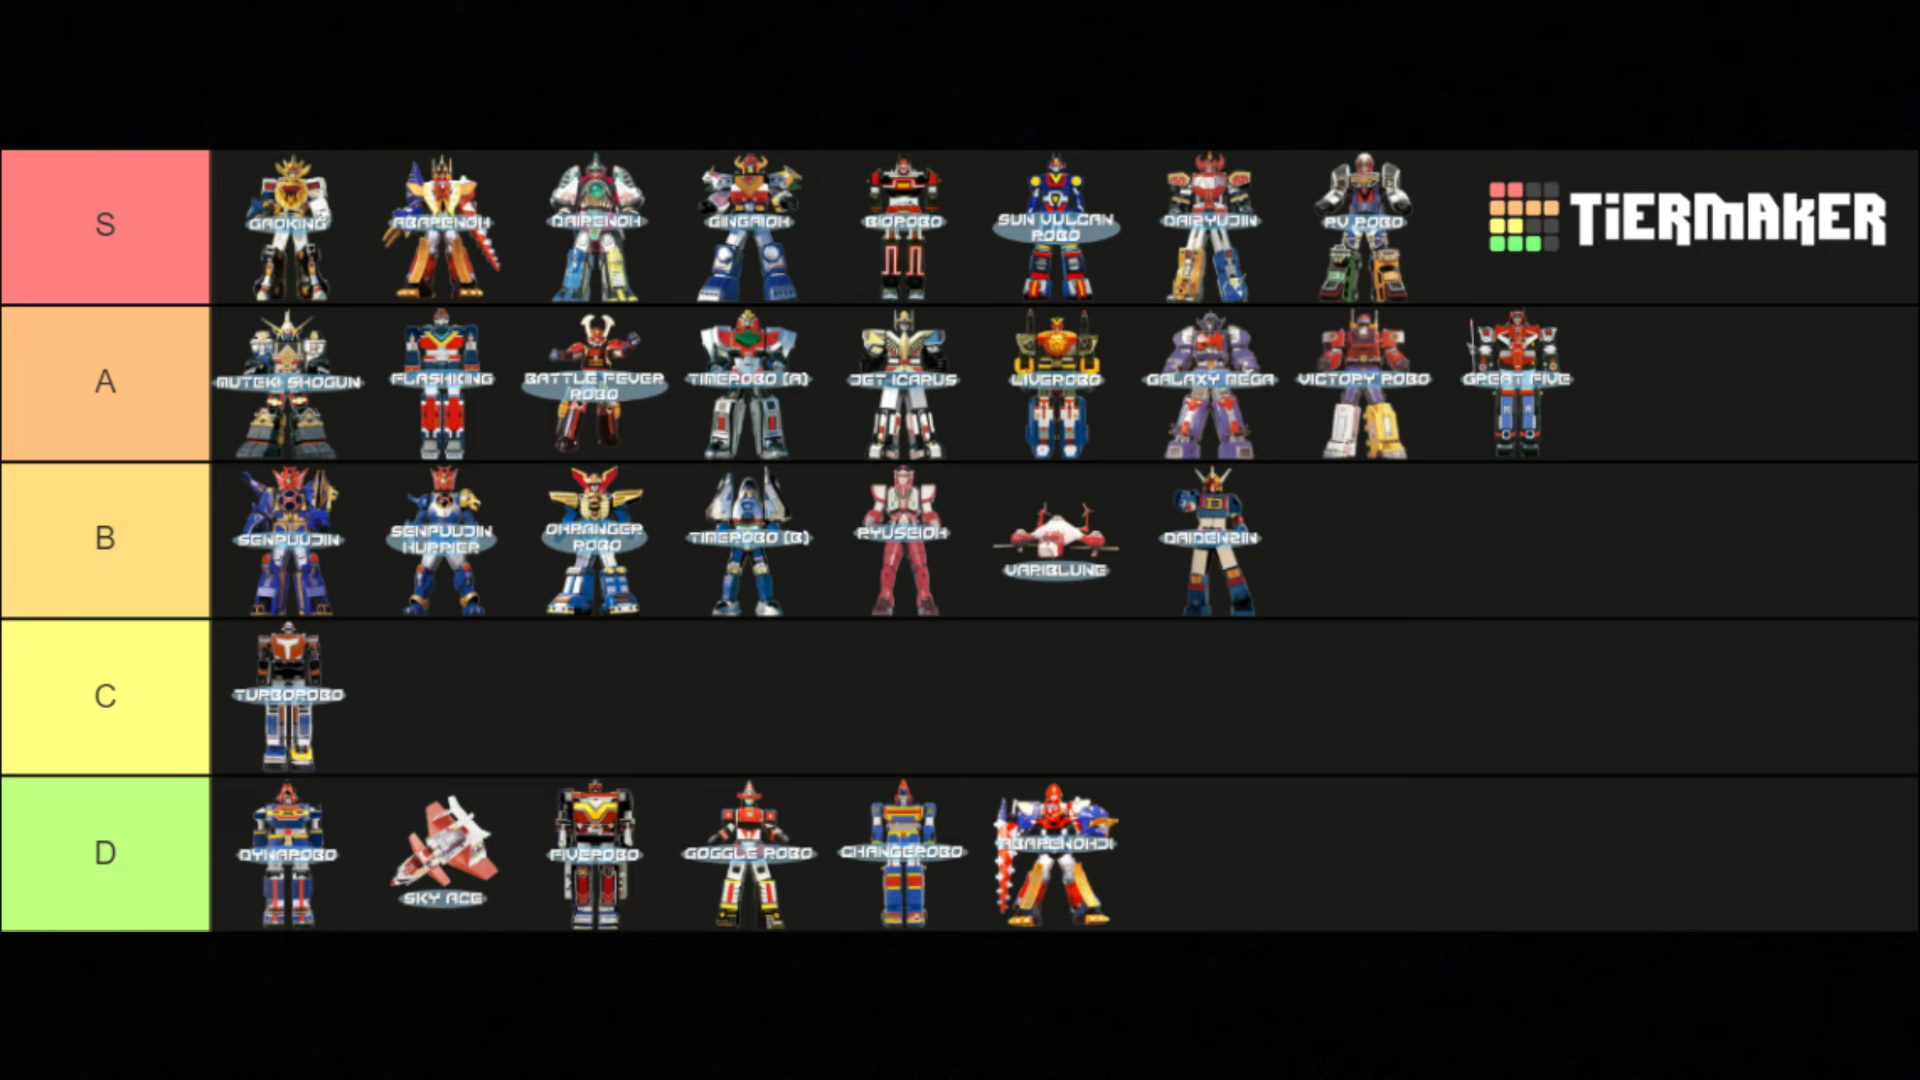 S
GAOKING
ABARENOH
DAIRENOH
GINGAIOH
BIOROBO
SUN VULCAN
ROBO
DAIZYUJIN
RV ROBO
TiERMAKER
A
MUTEKI SHOGUN
FLASHKING
BATTLE FEVER
ROBO
TIMEROBO (A)
JET ICARUS
LIVEROBO
GALAXY MEGA
VICTORY ROBO
GREAT FIVE
B
SENPUUJIN
SENPUUJIN
HURRIER
OHRANGER
ROBO
TIMEROBO (B)
RYUSEIOH
VARIBLUNE
DAIDENZIN
C
TURBOROBO
D
DYNAROBO
SKY ACE
FIVEROBO
GOGGLE ROBO
CHANGEROBO
ABARENOHJI